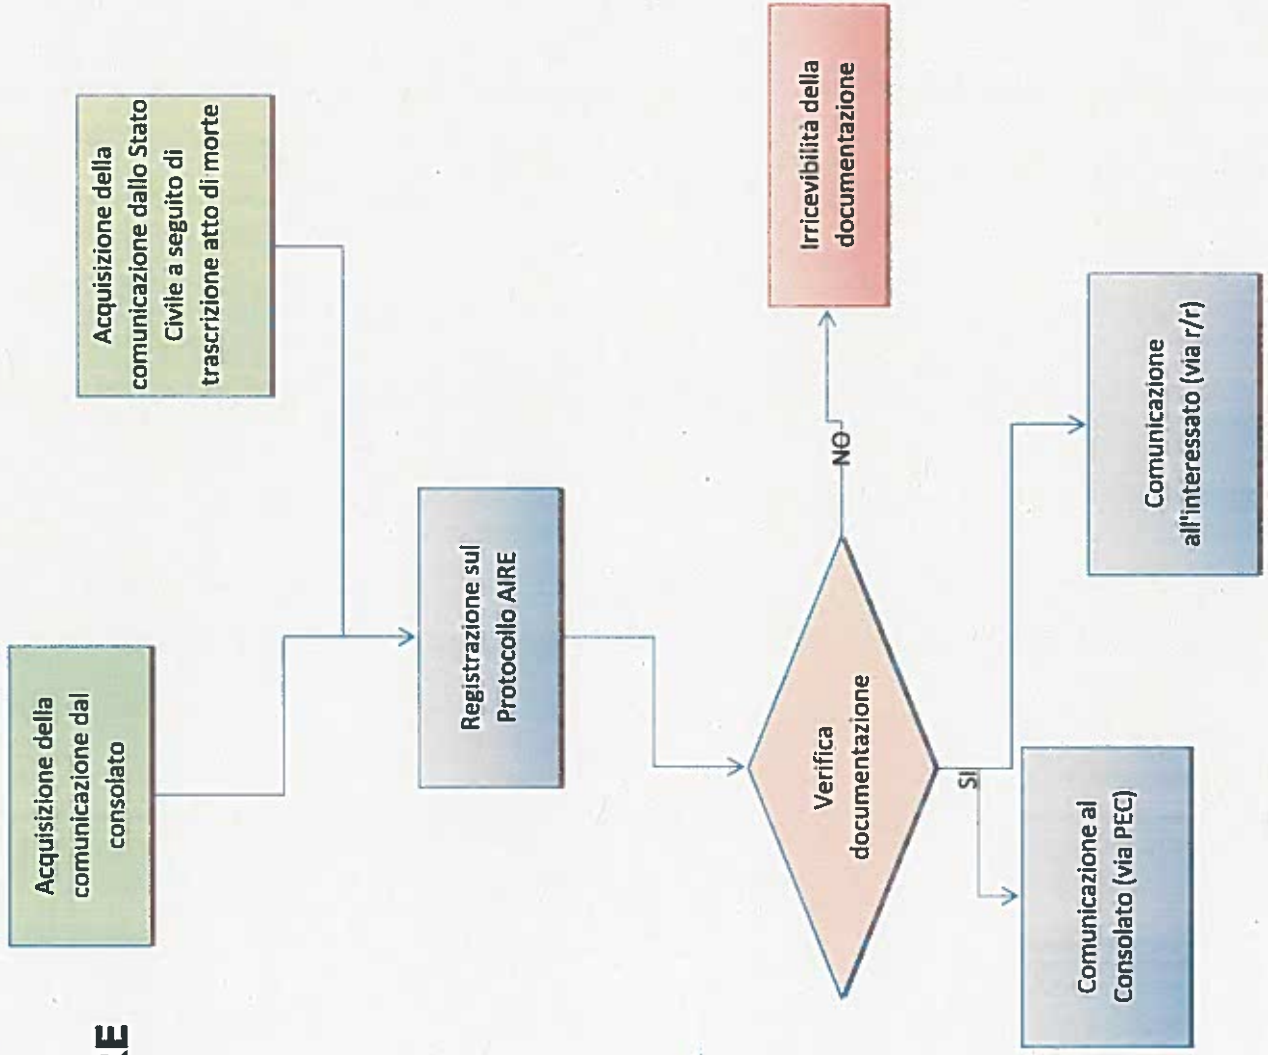 RE
Acquisizione della
comunicazione dal
consolato
Acquisizione della
comunicazione dallo Stato
Civile a seguito di
trascrizione atto di morte
Registrazione sul
Protocollo AIRE
Verifica
documentazione
NO
Irricevibilità della
documentazione
SI
Comunicazione al
Consolato (via PEC)
Comunicazione
all'interessato (via r/r)